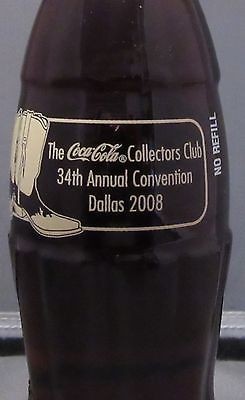 The Coca-Cola® Collectors Club
34th Annual Convention
Dallas 2008
NO REFILL